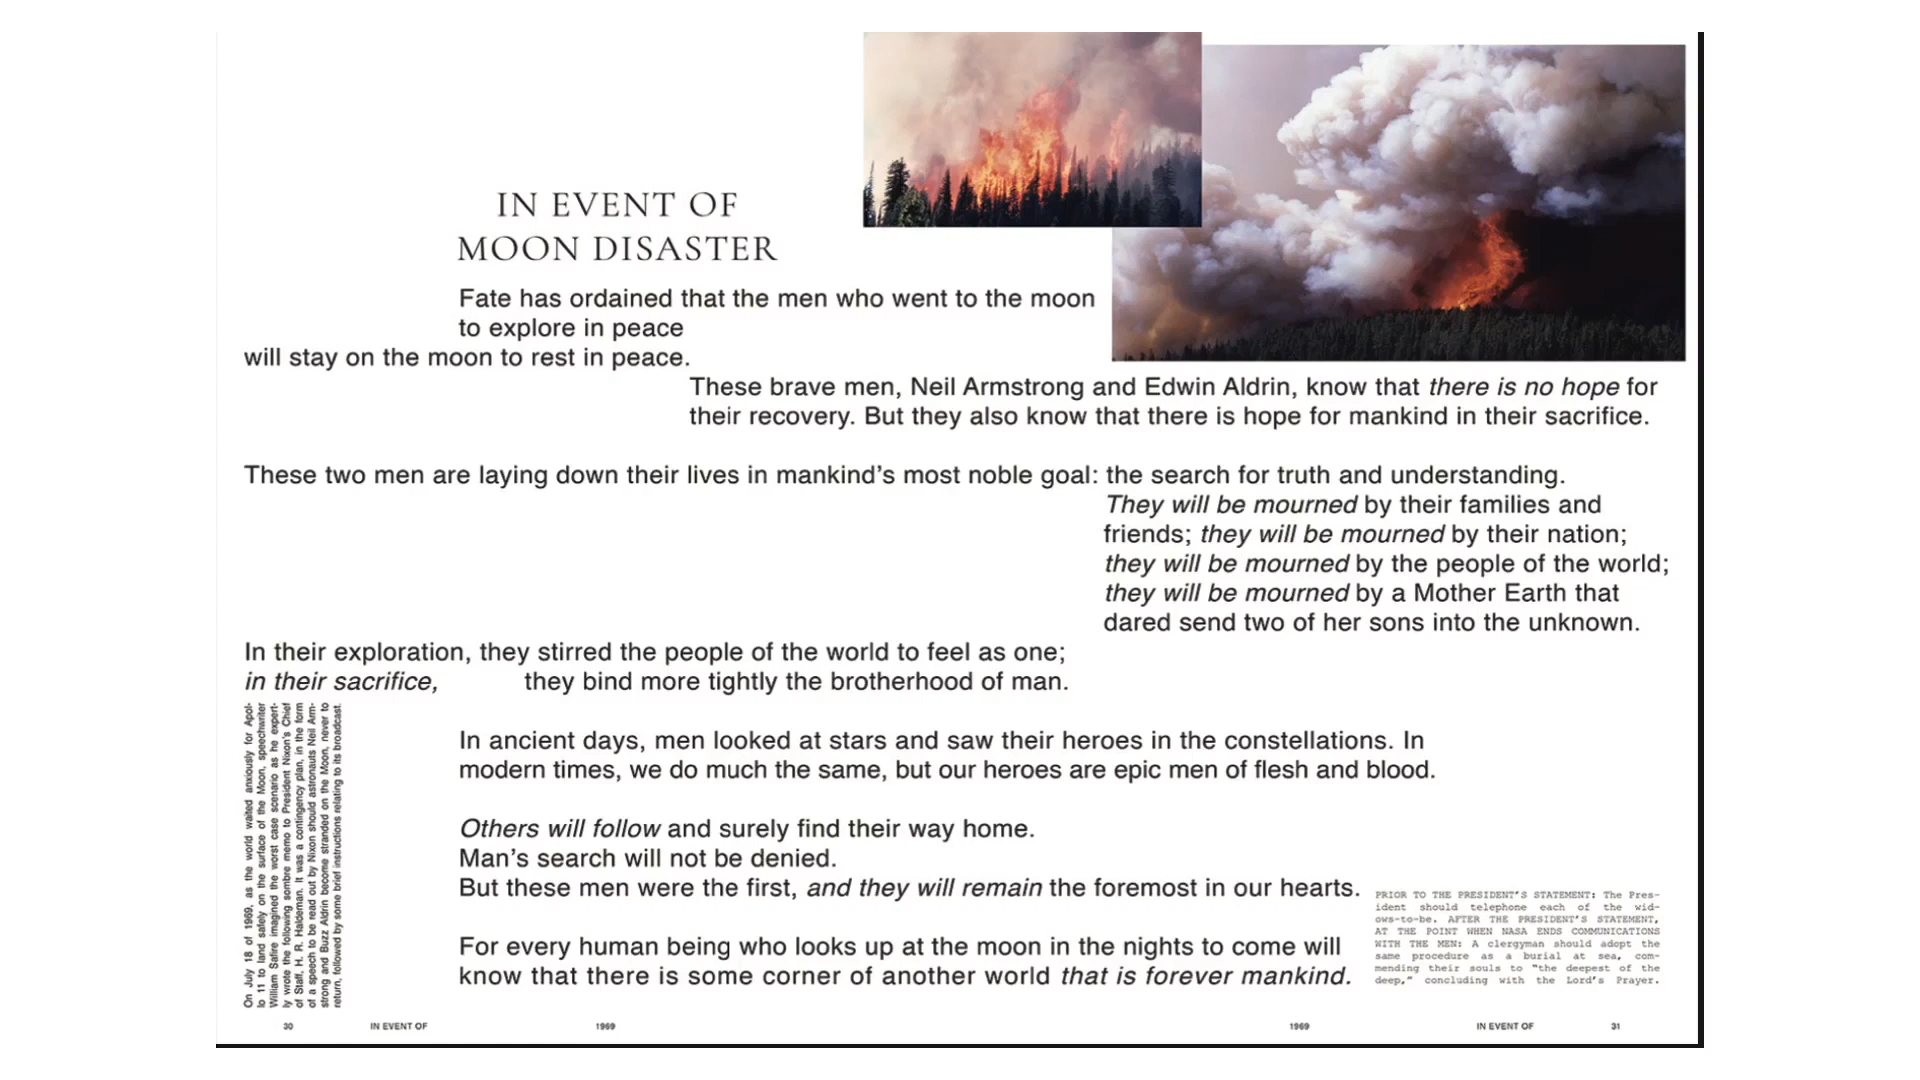 IN EVENT OF
MOON DISASTER
Fate has ordained that the men who went to the moon
to explore in peace
will stay on the moon to rest in peace.
These brave men, Neil Armstrong and Edwin Aldrin, know that there is no hope for
their recovery. But they also know that there is hope for mankind in their sacrifice.
These two men are laying down their lives in mankind’s most noble goal: the search for truth and understanding.
They will be mourned by their families and
friends; they will be mourned by their nation;
they will be mourned by the people of the world;
they will be mourned by a Mother Earth that
dared send two of her sons into the unknown.
In their exploration, they stirred the people of the world to feel as one;
in their sacrifice, they bind more tightly the brotherhood of man.
On July 18 of 1969, as the world waited anxiously for Apol-
lo 11 to land safely on the surface of the Moon, speechwriter
William Safire imagined the worst case scenario as he expert-
ly wrote the following sombre memo to President Nixon’s Chief
of Staff, H. R. Haldeman. It was a contingency plan, in the form
of a speech to be read out by Nixon should astronauts Neil Arm-
strong and Buzz Aldrin become stranded on the Moon, never to
return, followed by some brief instructions relating to its broadcast.
In ancient days, men looked at stars and saw their heroes in the constellations. In
modern times, we do much the same, but our heroes are epic men of flesh and blood.
Others will follow and surely find their way home.
Man’s search will not be denied.
But these men were the first, and they will remain the foremost in our hearts.
For every human being who looks up at the moon in the nights to come will
know that there is some corner of another world that is forever mankind.
PRIOR TO THE PRESIDENT’S STATEMENT: The Pres-
ident should telephone each of the wid-
ows-to-be. AFTER THE PRESIDENT’S STATEMENT,
AT THE POINT WHEN NASA ENDS COMMUNICATIONS
WITH THE MEN: A clergyman should adopt the
same procedure as a burial at sea, com-
mending their souls to “the deepest of the
deep,” concluding with the Lord’s Prayer.
30 IN EVENT OF 1969
1969 IN EVENT OF 31